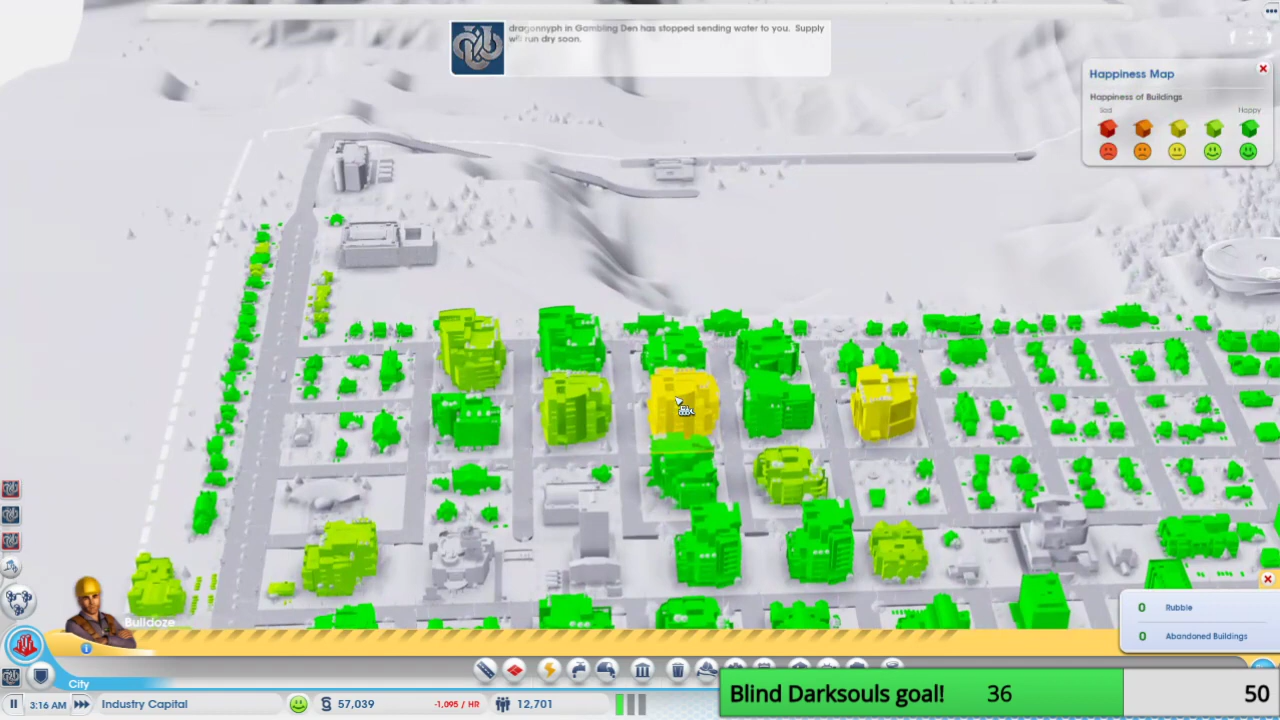 dragonnyph in Gambling Den has stopped sending water to you. Supply
will run dry soon.
Happiness Map
Happiness of Buildings
Sad
Happy
0 Rubble
0 Abandoned Buildings
Bulldoze
City
3:16 AM
Industry Capital
57,039
-1,095 / HR
12,701
Blind Darksouls goal! 36
50